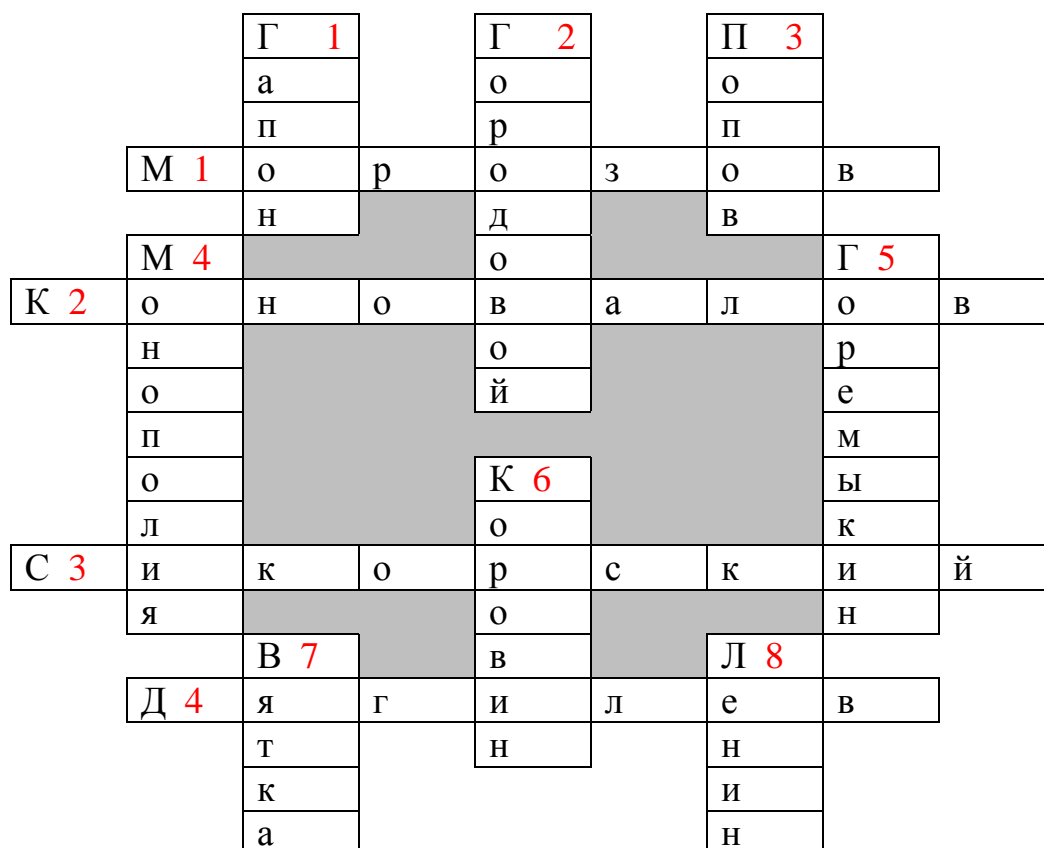 Г 1 Г 2 П 3
а о о
п р п
М 1 о р о з о в
н д в
М 4 о Г 5
К 2 о н о в а л о в
н о р
о й е
п м
о К 6 ы
л о к
С 3 и к о р с к и й
я о н
В 7 в Л 8
Д 4 я г и л е в
т н н
к и
а н